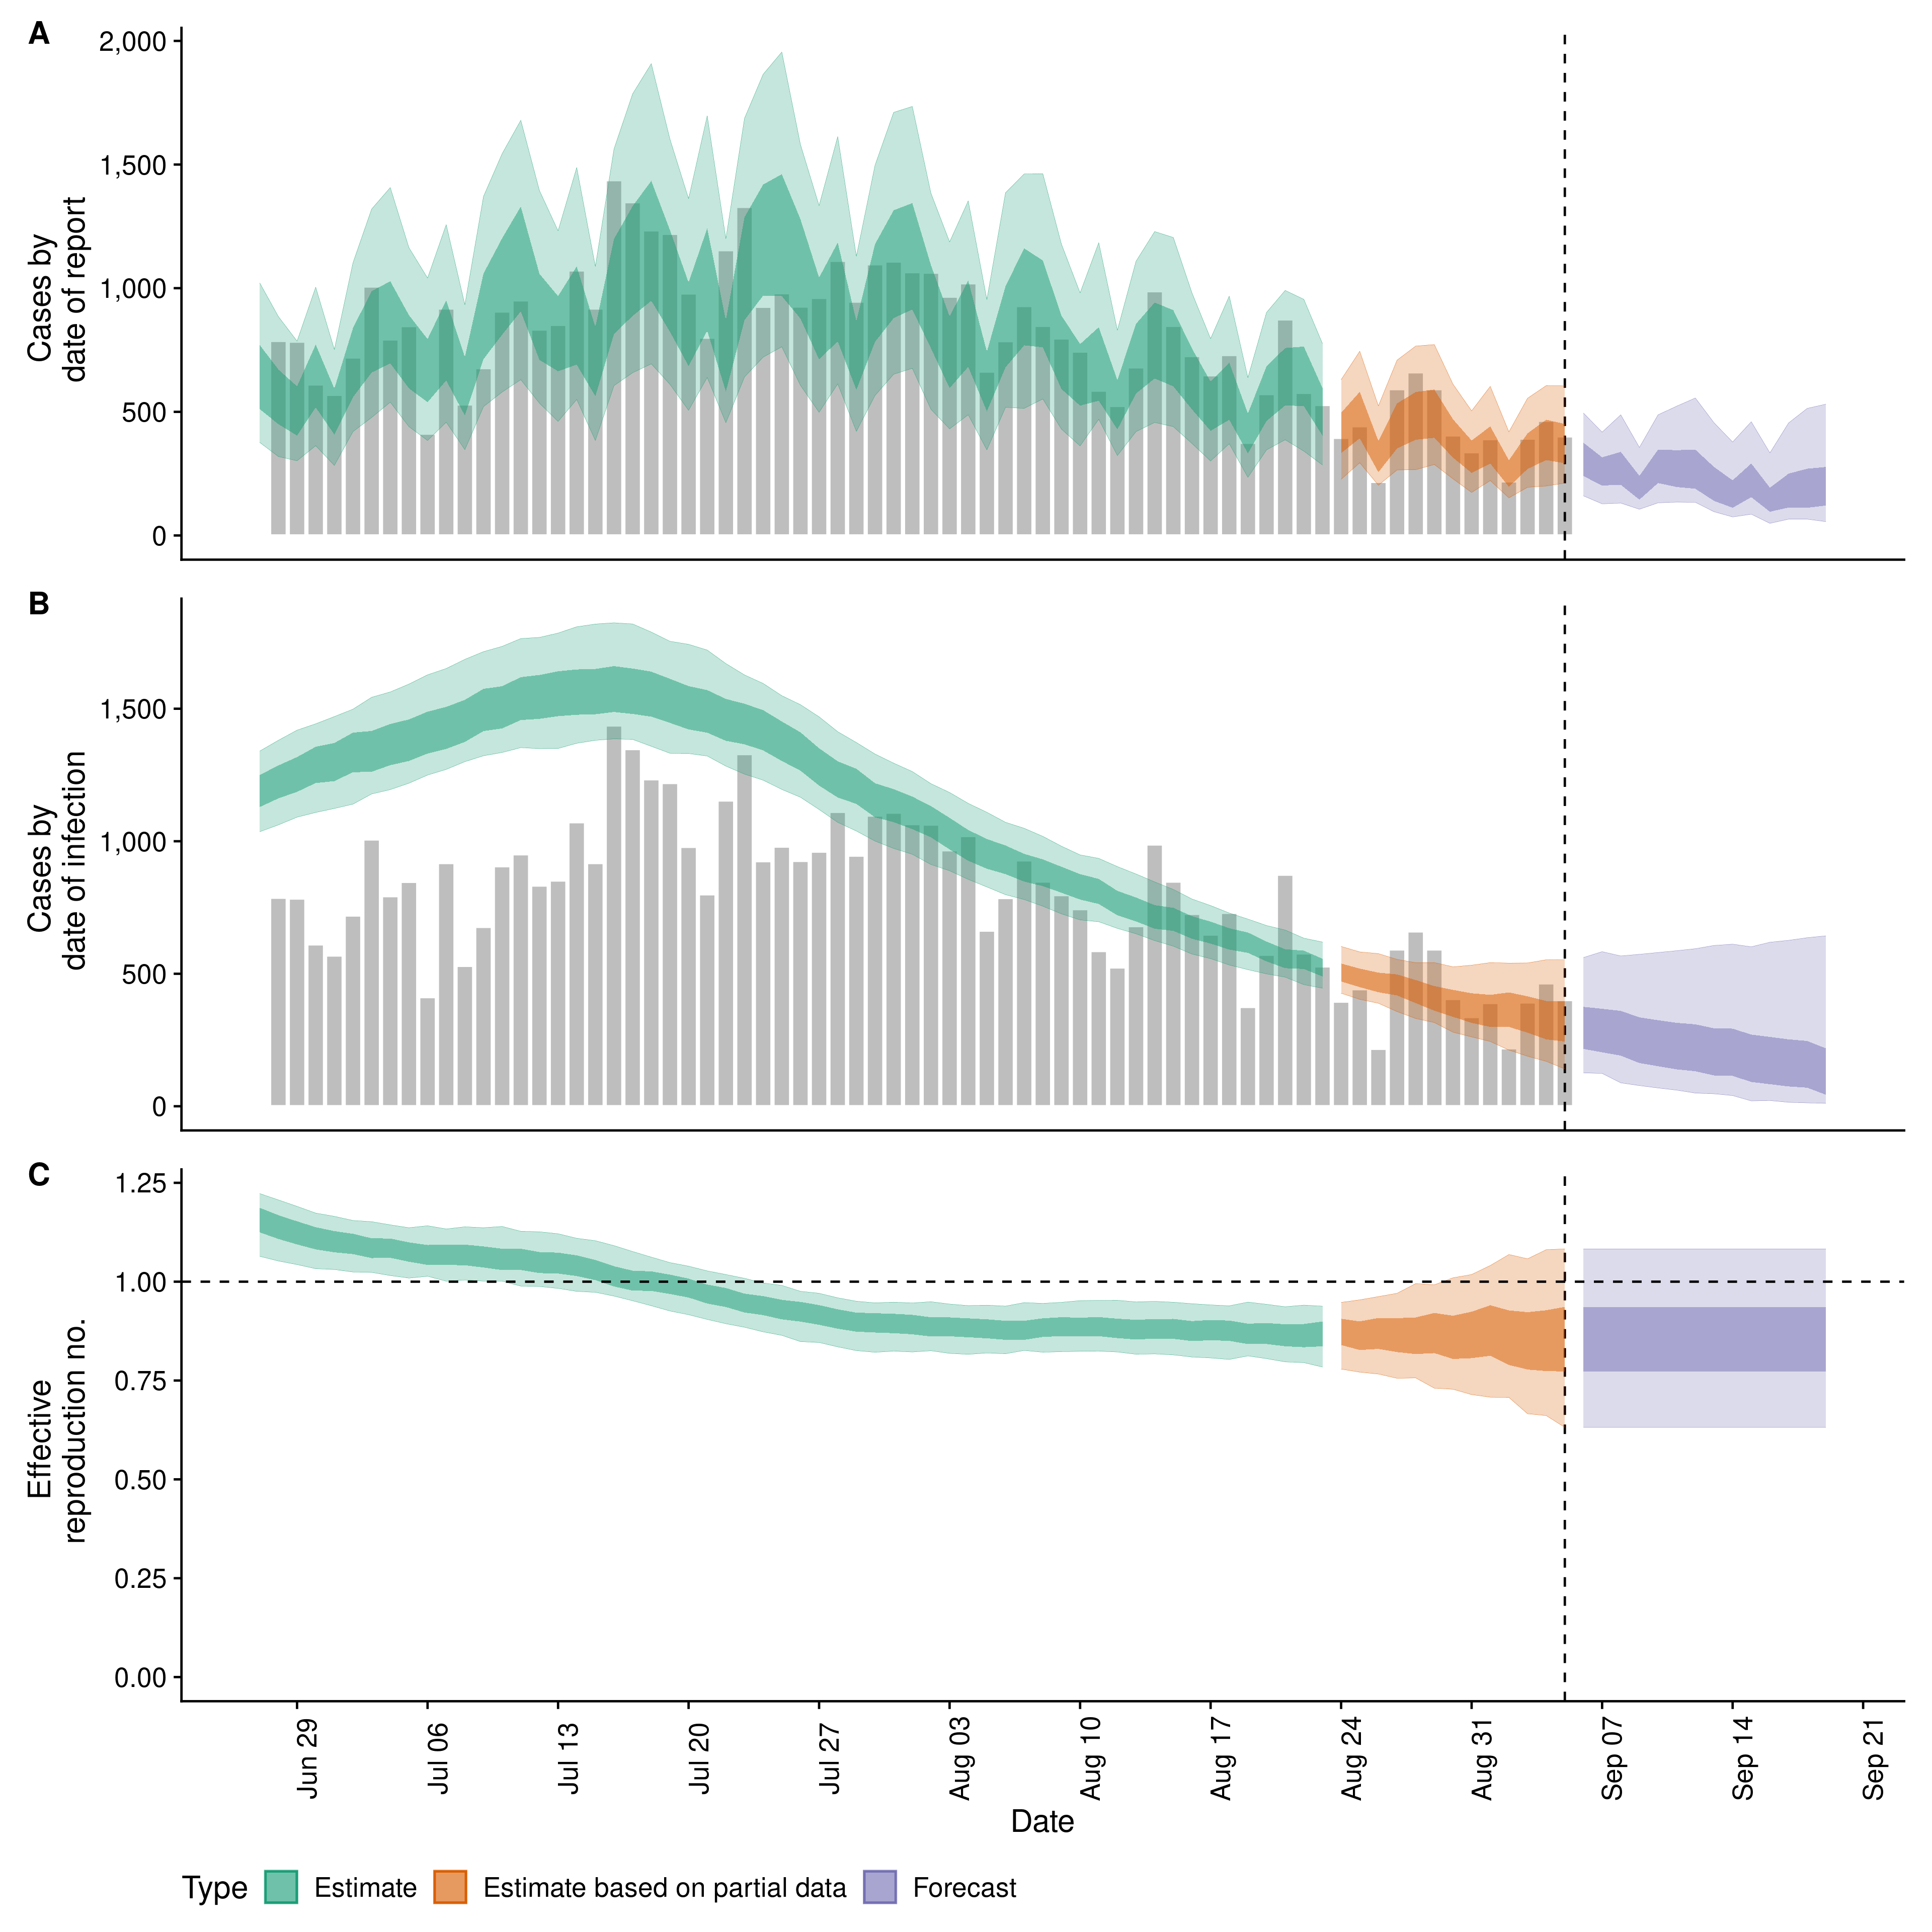 A
Cases by
date of report
2,000
1,500
1,000
500
0
B
Cases by
date of infection
1,500
1,000
500
0
C
Effective
reproduction no.
1.25
1.00
0.75
0.50
0.25
0.00
Jun 29
Jul 06
Jul 13
Jul 20
Jul 27
Aug 03
Aug 10
Aug 17
Aug 24
Aug 31
Sep 07
Sep 14
Sep 21
Date
Type Estimate Estimate based on partial data Forecast